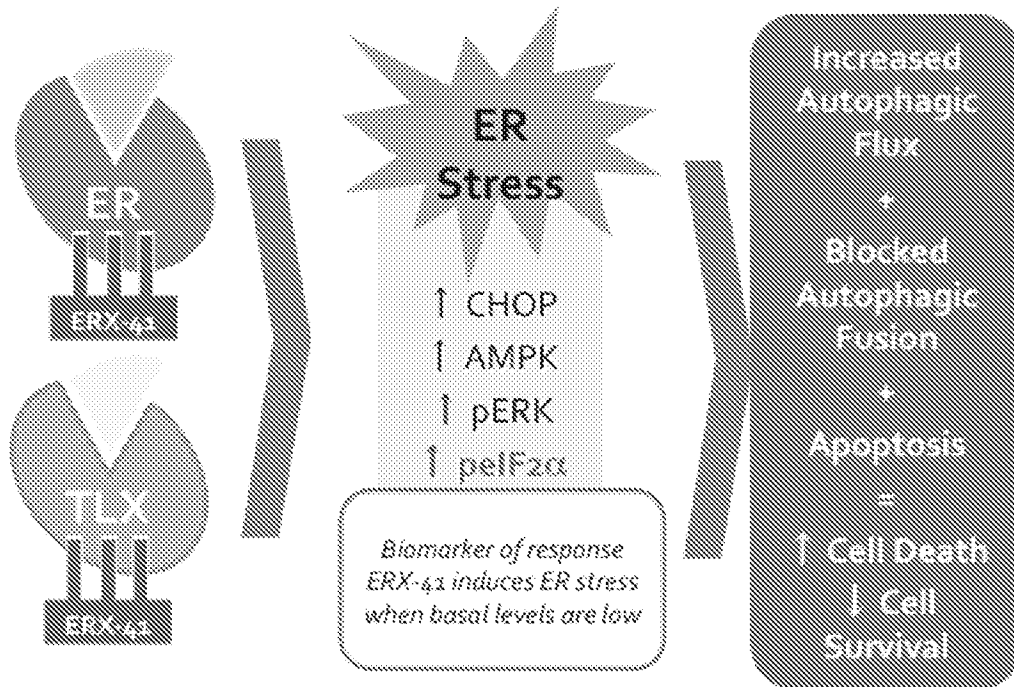 ER
ERX-41
TLX
ERX-41
ER
Stress
↑ CHOP
↑ AMPK
↑ pERK
↑ peIF2α
Biomarker of response
ERX-41 induces ER stress
when basal levels are low
Increased
Autophagic
Flux
+
Blocked
Autophagic
Fusion
+
Apoptosis
=
↑ Cell Death
↓ Cell
Survival